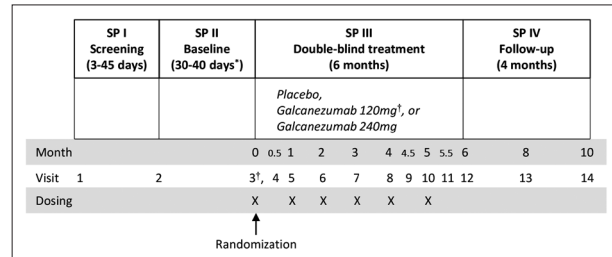 SP I SP II SP III SP IV
Screening Baseline Double-blind treatment Follow-up
(3-45 days) (30-40 days*) (6 months) (4 months)
Placebo,
Galcanezumab 120mg†, or
Galcanezumab 240mg
Month 0 0.5 1 2 3 4 4.5 5 5.5 6 8 10
Visit 1 2 3†, 4 5 6 7 8 9 10 11 12 13 14
Dosing X X X X X X
Randomization